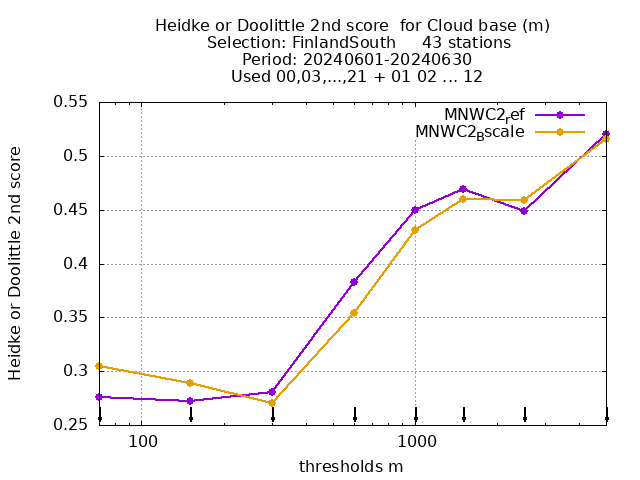 Heidke or Doolittle 2nd score  for Cloud base (m)
Selection: FinlandSouth     43 stations
Period: 20240601-20240630
Used 00,03,...,21 + 01 02 ... 12
MNWC2ref
MNWC2Bscale
Heidke or Doolittle 2nd score
0.55
0.5
0.45
0.4
0.35
0.3
0.25
100 1000
thresholds m